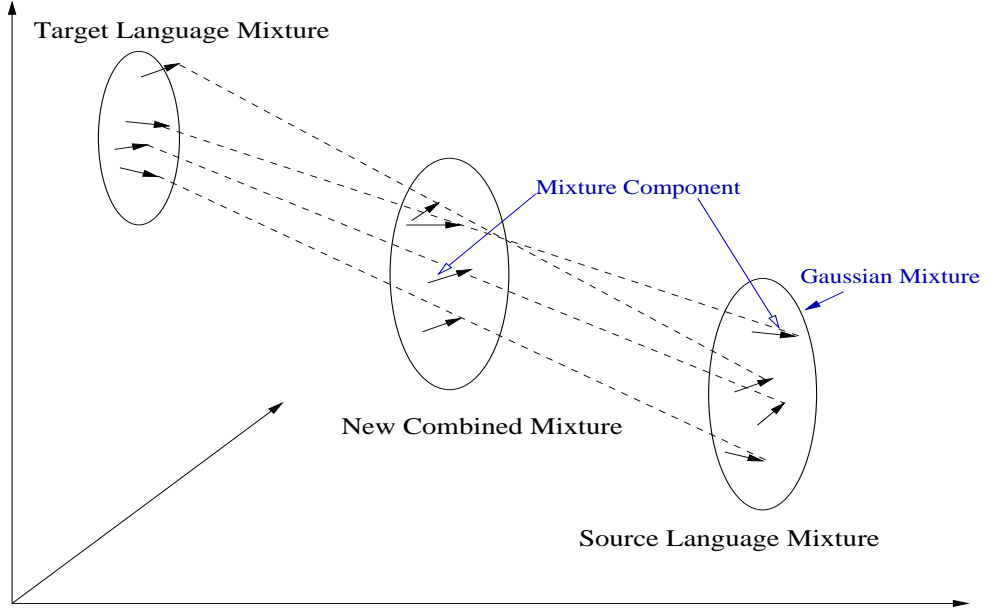 Target Language Mixture
Mixture Component
Gaussian Mixture
New Combined Mixture
Source Language Mixture